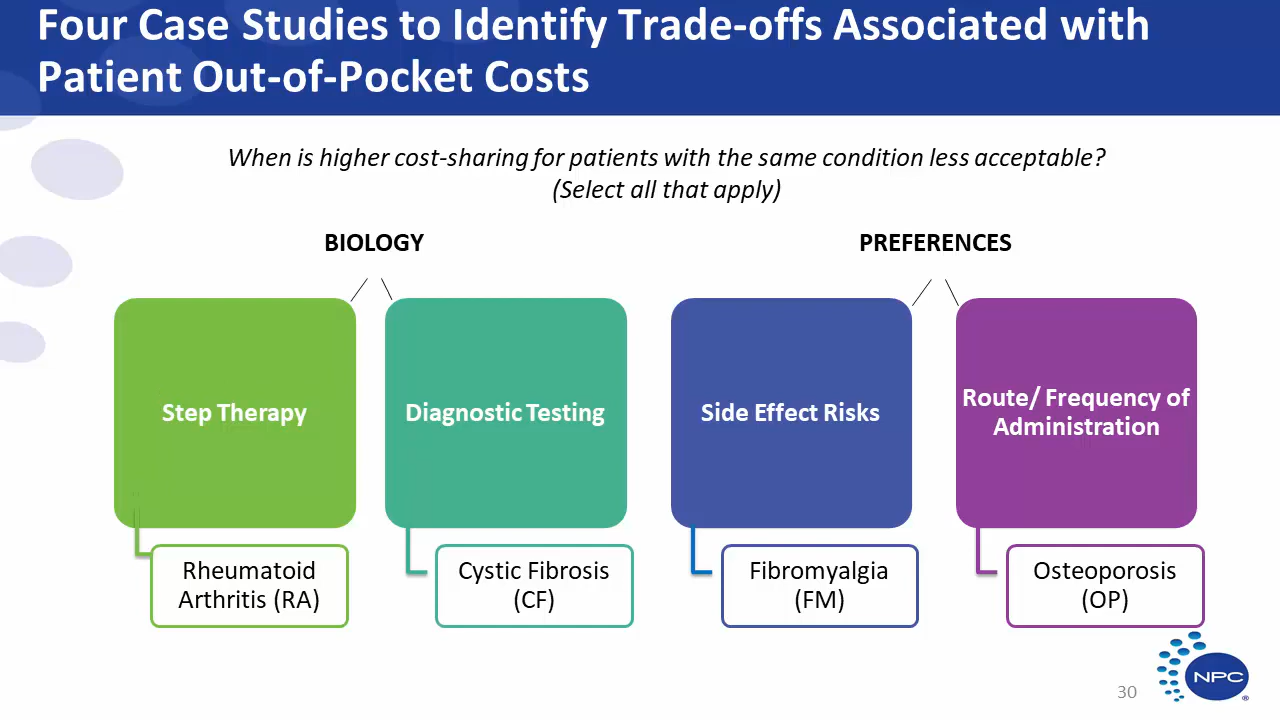 Four Case Studies to Identify Trade-offs Associated with
Patient Out-of-Pocket Costs
When is higher cost-sharing for patients with the same condition less acceptable?
(Select all that apply)
BIOLOGY
PREFERENCES
Step Therapy
Diagnostic Testing
Side Effect Risks
Route/ Frequency of
Administration
Rheumatoid
Arthritis (RA)
Cystic Fibrosis
(CF)
Fibromyalgia
(FM)
Osteoporosis
(OP)
30
NPC
®